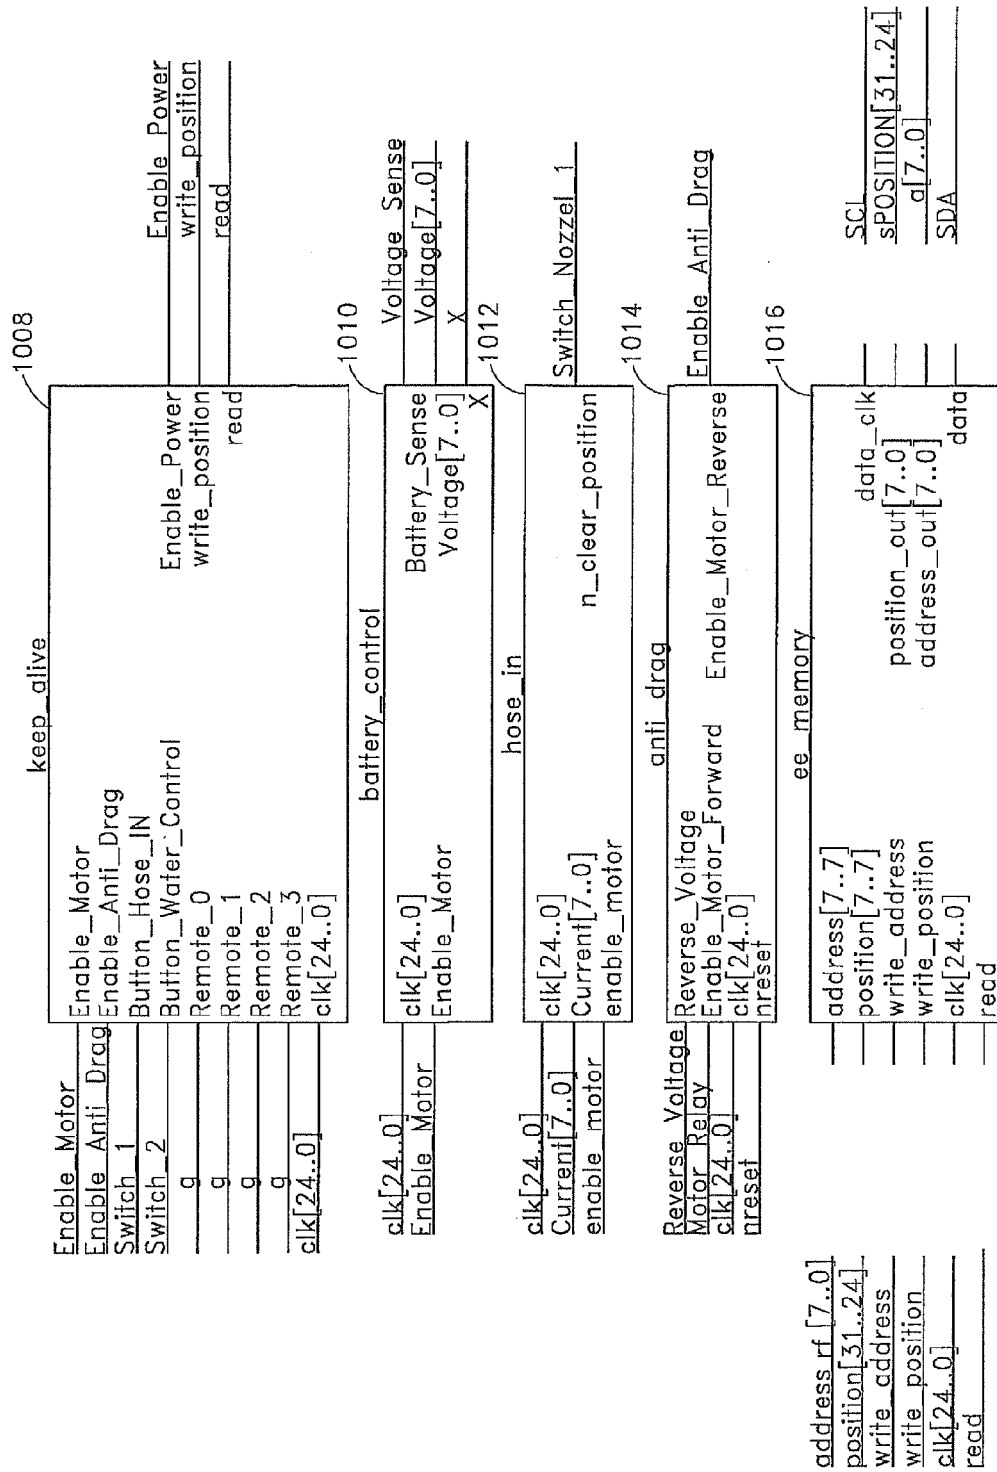 keep_alive
1008
Enable_Motor
Enable_Anti_Drag
Switch_1
Switch_2
q
q
q
q
clk[24..0]
Enable_Motor
Enable_Anti_Drag
Button_Hose_IN
Button_Water_Control
Remote_0
Remote_1
Remote_2
Remote_3
clk[24..0]
Enable_Power
write_position
read
Enable_Power
write_position
read
battery_control
1010
clk[24..0]
Enable_Motor
clk[24..0]
Enable_Motor
Battery_Sense
Voltage[7..0]
X
Voltage_Sense
Voltage[7..0]
X
hose_in
1012
clk[24..0]
Current[7..0]
enable_motor
clk[24..0]
Current[7..0]
enable_motor
n_clear_position
Switch_Nozzel_1
anti_drag
1014
Reverse_Voltage
Motor_Relay
clk[24..0]
nreset
Reverse_Voltage
Enable_Motor_Forward
clk[24..0]
nreset
Enable_Motor_Reverse
Enable_Anti_Drag
ee_memory
1016
address_rf[7..0]
position[31..24]
write_address
write_position
clk[24..0]
read
address[7..7]
position[7..7]
write_address
write_position
clk[24..0]
read
data_clk
position_out[7..0]
address_out[7..0]
data
SCL
sPOSITION[31..24]
a[7..0]
SDA